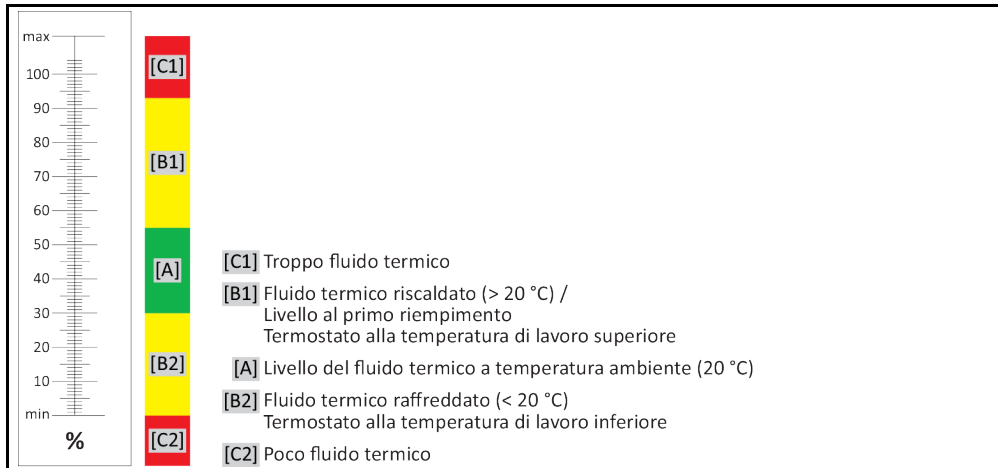 max
100
90
80
70
60
50
40
30
20
10
min
%
[C1]
[B1]
[A]
[B2]
[C2]
[C1] Troppo fluido termico
[B1] Fluido termico riscaldato (> 20 °C) /
Livello al primo riempimento
Termostato alla temperatura di lavoro superiore
[A] Livello del fluido termico a temperatura ambiente (20 °C)
[B2] Fluido termico raffreddato (< 20 °C)
Termostato alla temperatura di lavoro inferiore
[C2] Poco fluido termico